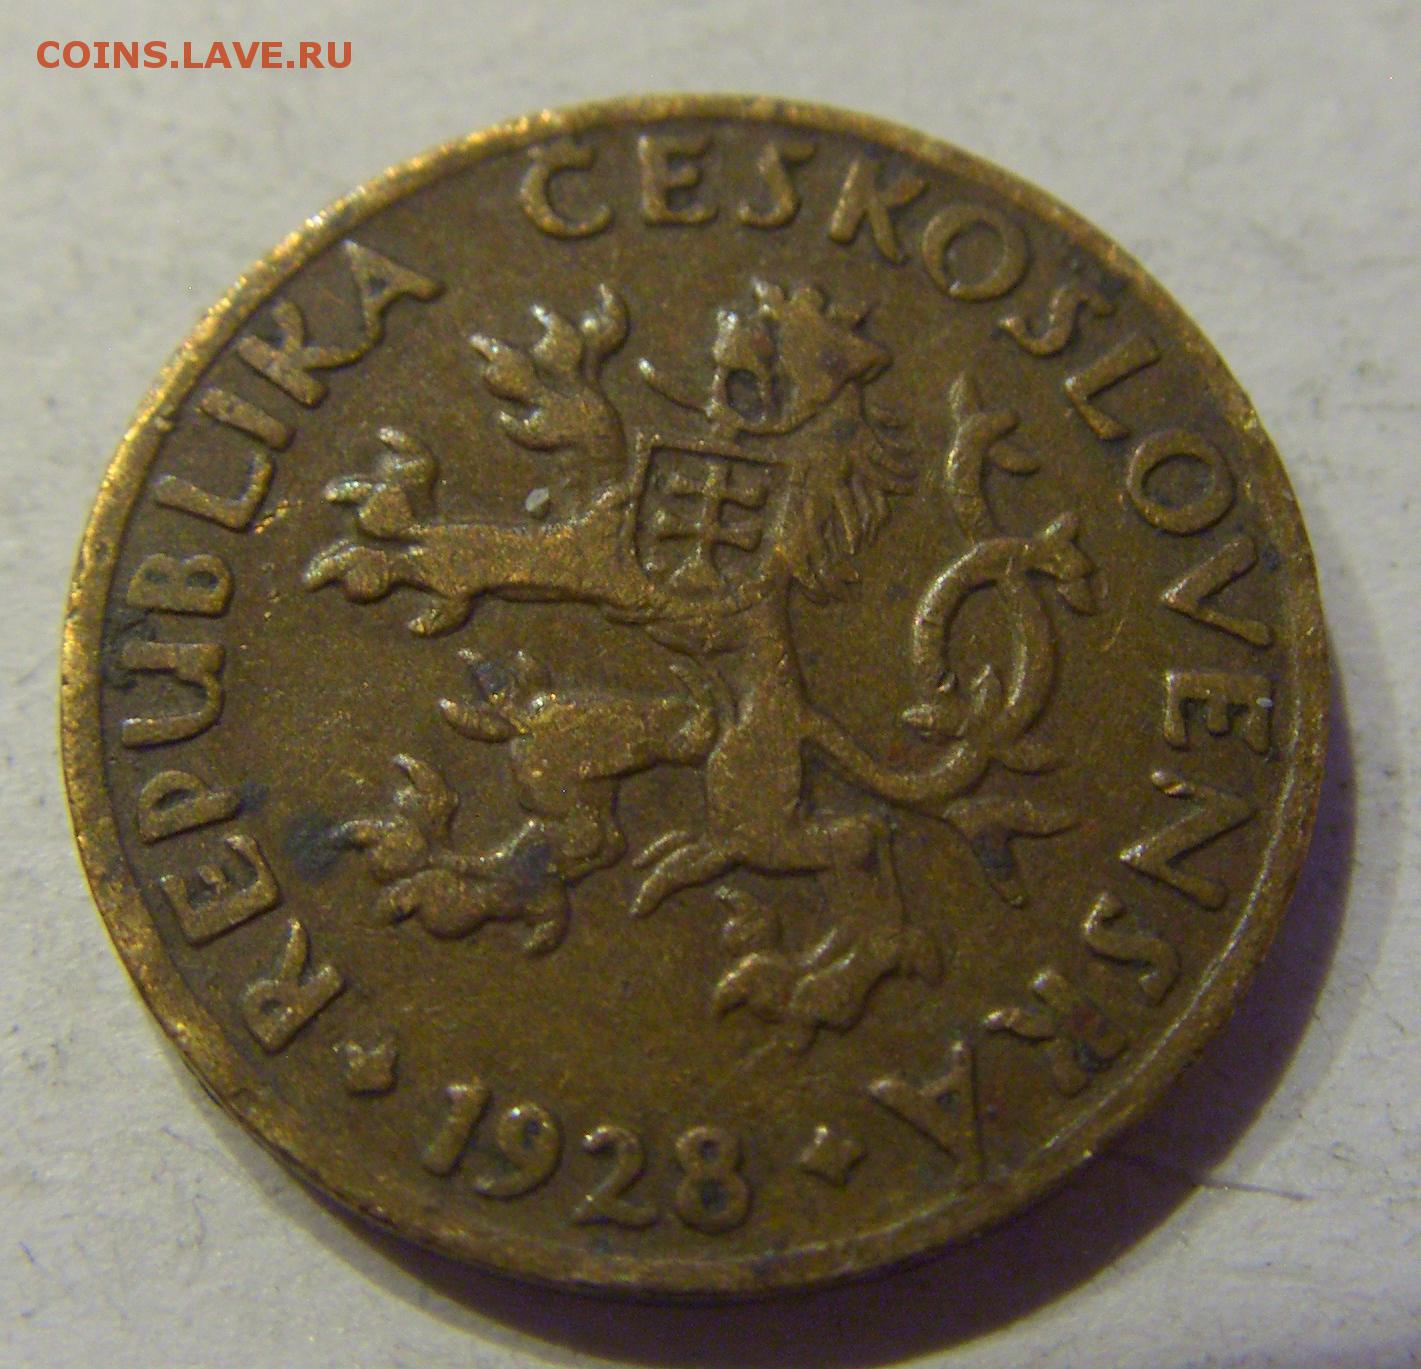 COINS.LAVE.RU
REPUBLIKA ČESKOSLOVENSKÁ
1928